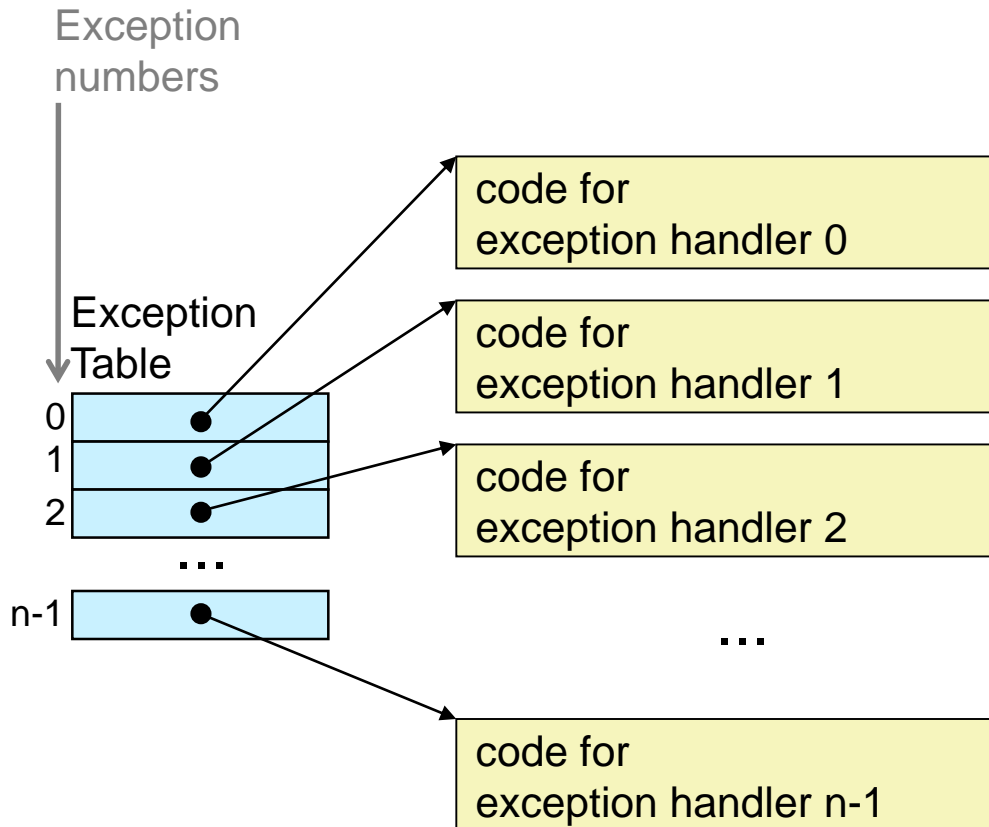 Exception
numbers
code for
exception handler 0
Exception
Table
code for
exception handler 1
0
1
2
code for
exception handler 2
...
n-1
...
code for
exception handler n-1